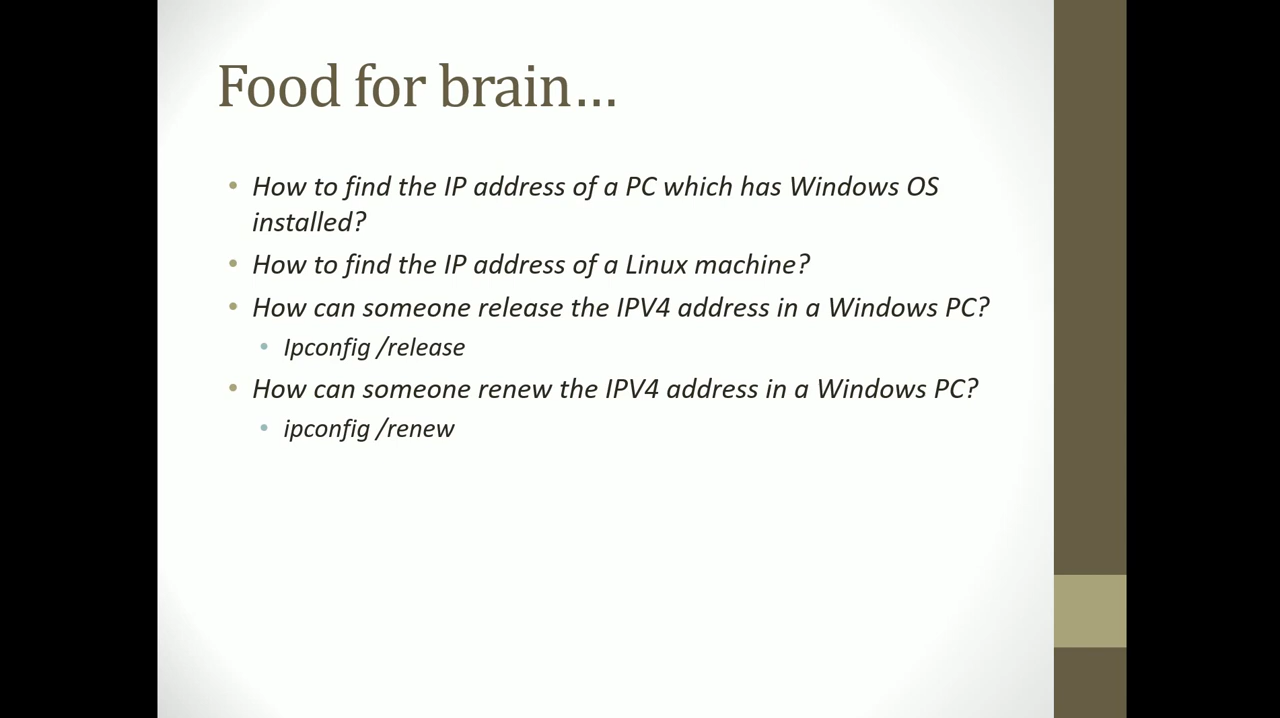 Food for brain...
• How to find the IP address of a PC which has Windows OS
installed?
• How to find the IP address of a Linux machine?
• How can someone release the IPV4 address in a Windows PC?
• Ipconfig /release
• How can someone renew the IPV4 address in a Windows PC?
• ipconfig /renew